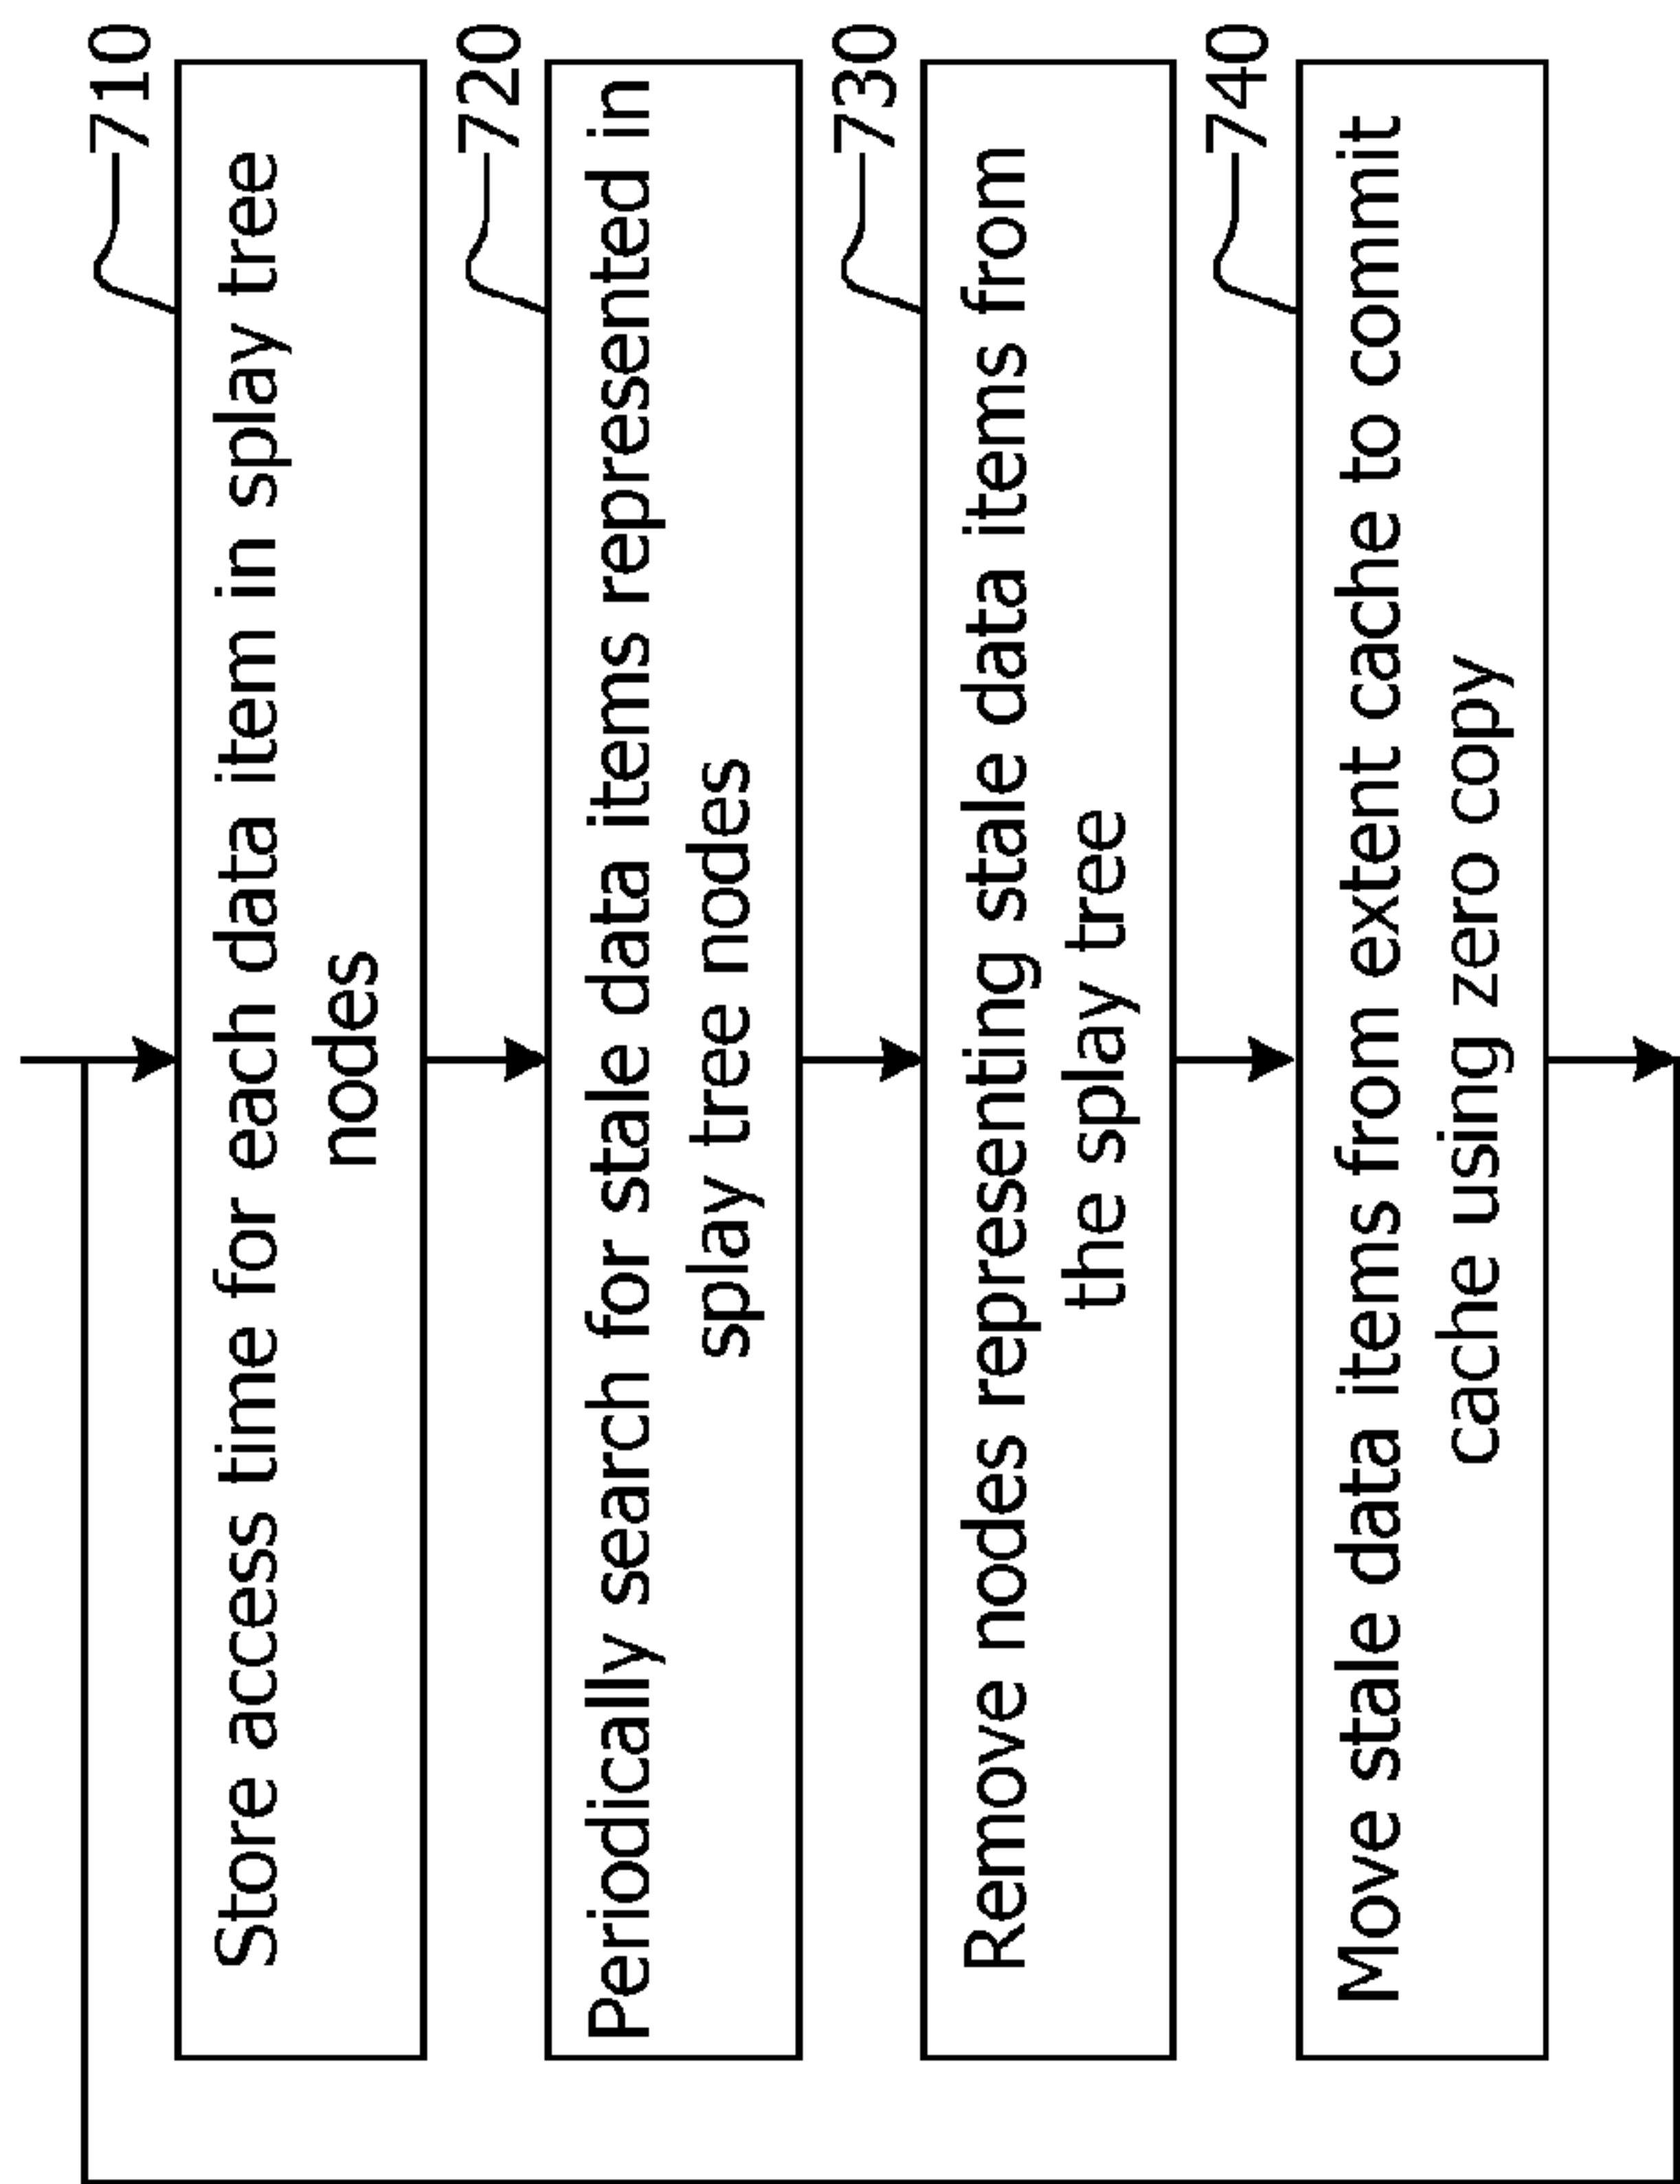 710
Store access time for each data item in splay tree
nodes
720
Periodically search for stale data items represented in
splay tree nodes
730
Remove nodes representing stale data items from
the splay tree
740
Move stale data items from extent cache to commit
cache using zero copy